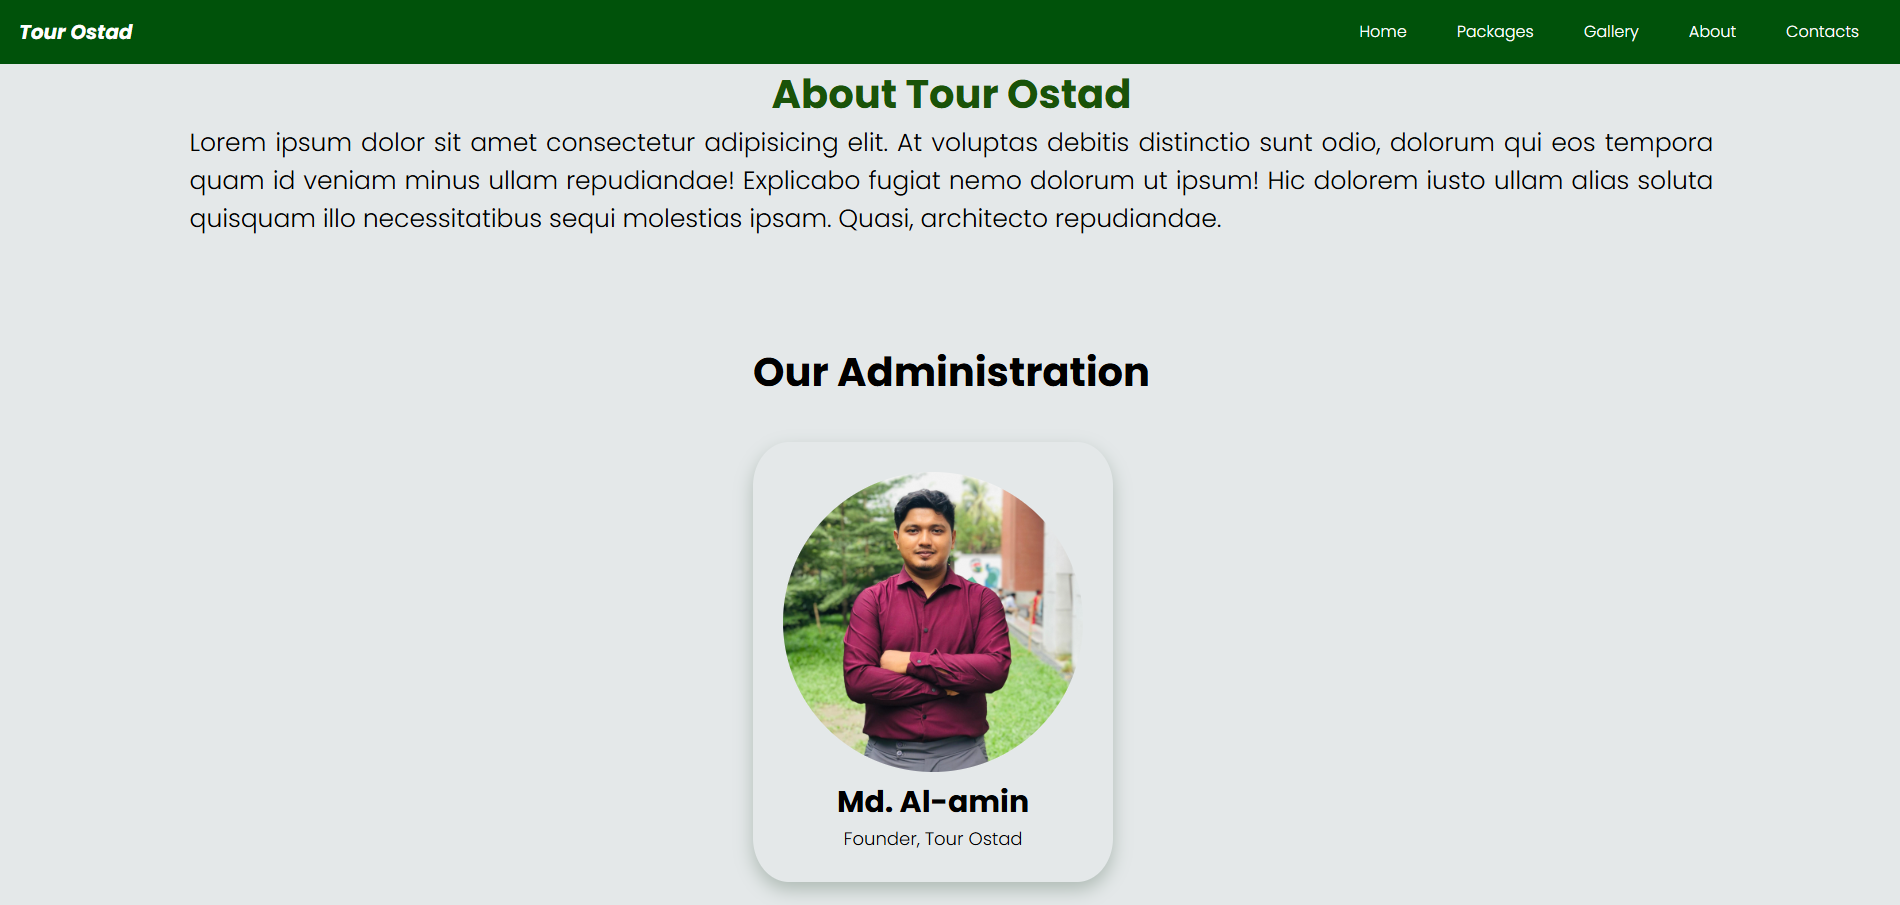 Tour Ostad
Home Packages Gallery About Contacts
About Tour Ostad
Lorem ipsum dolor sit amet consectetur adipisicing elit. At voluptas debitis distinctio sunt odio, dolorum qui eos tempora
quam id veniam minus ullam repudiandae! Explicabo fugiat nemo dolorum ut ipsum! Hic dolorem iusto ullam alias soluta
quisquam illo necessitatibus sequi molestias ipsam. Quasi, architecto repudiandae.
Our Administration
Md. Al-amin
Founder, Tour Ostad